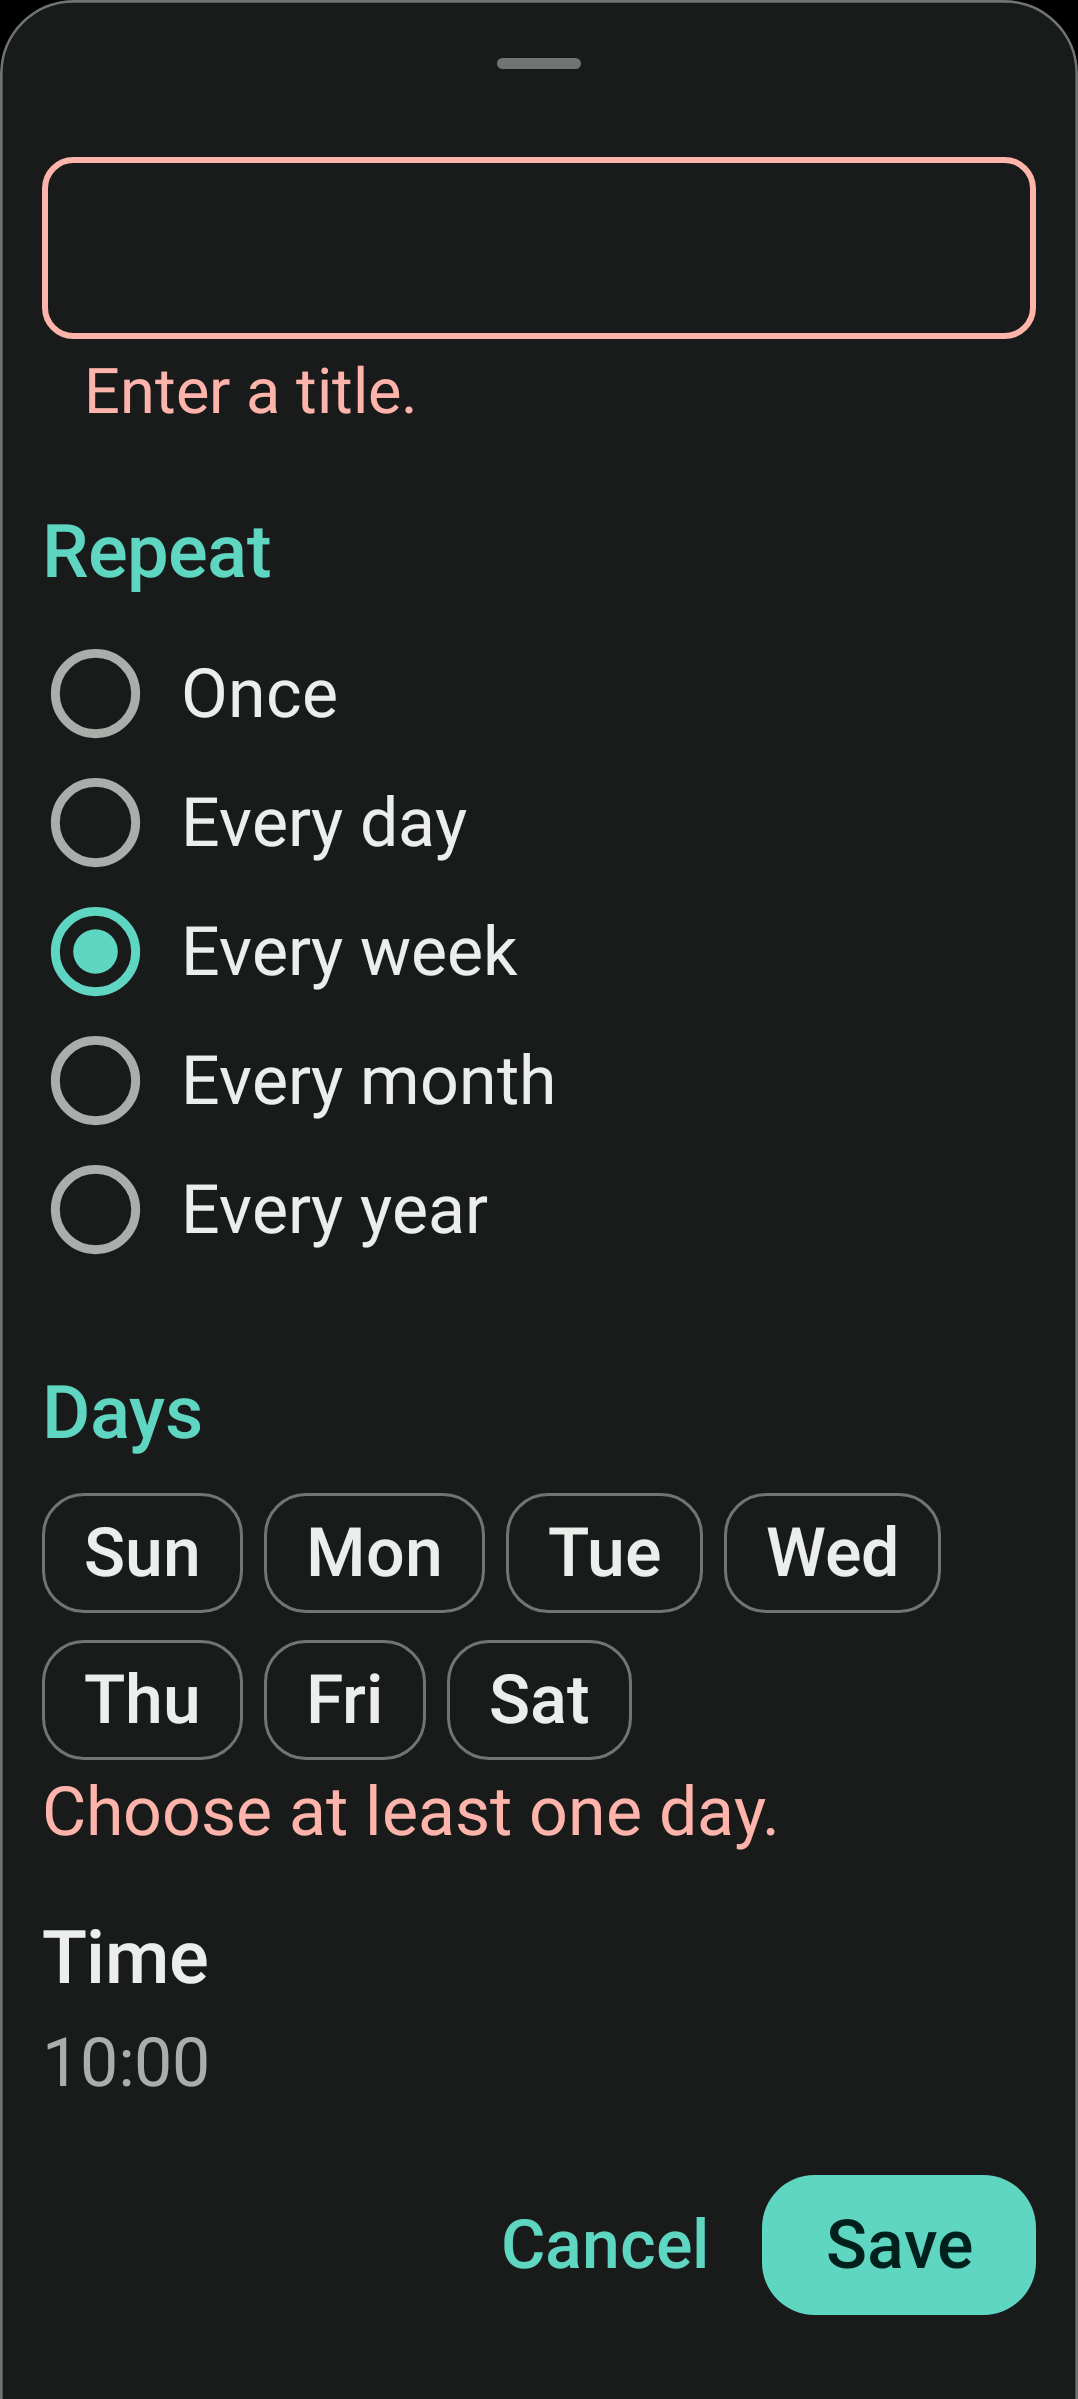 Enter a title.
Repeat
Once
Every day
Every week
Every month
Every year
Days
Sun Mon Tue Wed
Thu Fri Sat
Choose at least one day.
Time
10:00
Cancel Save